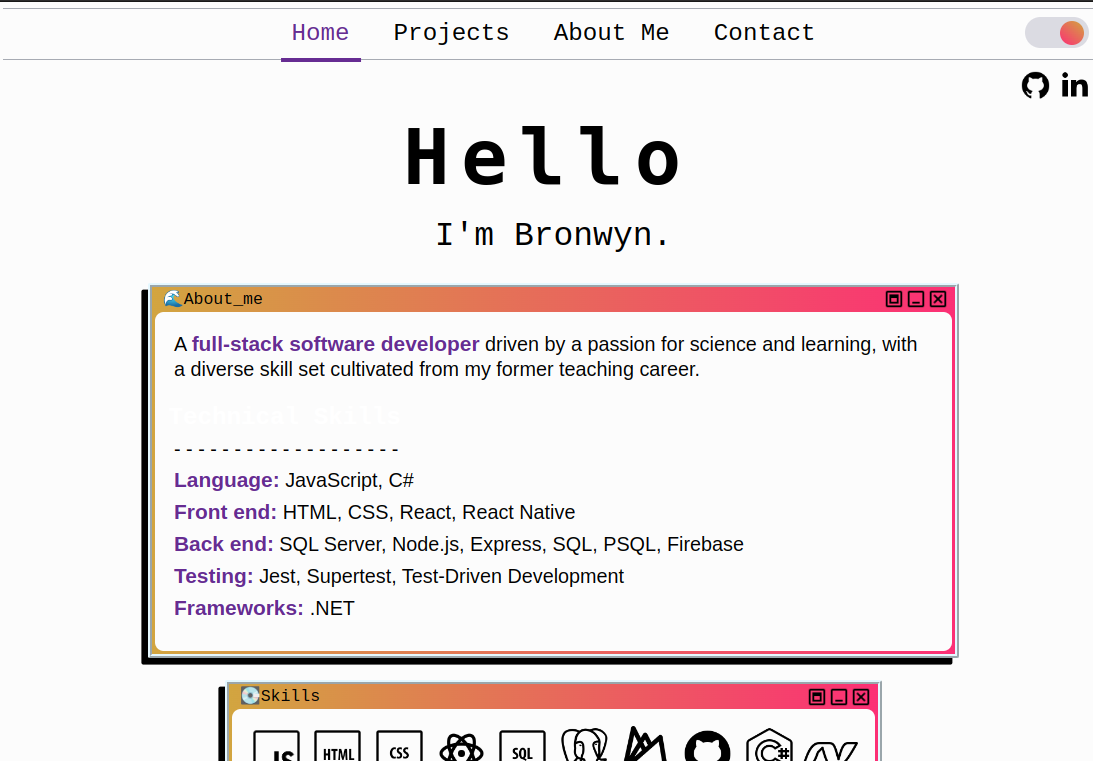 Home Projects About Me Contact
in
Hello
I'm Bronwyn.
About_me
A full-stack software developer driven by a passion for science and learning, with
a diverse skill set cultivated from my former teaching career.
Technical Skills
-------------------
Language: JavaScript, C#
Front end: HTML, CSS, React, React Native
Back end: SQL Server, Node.js, Express, SQL, PSQL, Firebase
Testing: Jest, Supertest, Test-Driven Development
Frameworks: .NET
Skills
JS HTML CSS SQL C#